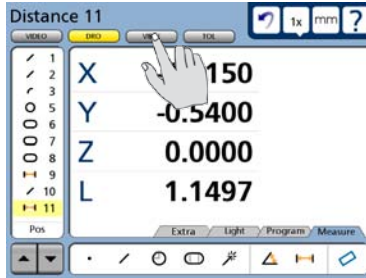 Distance 11
1x mm ?
VIDEO DRO TOL
1
2
3
5
6
7
8
9
10
11
Pos
X 150
Y -0.5400
Z 0.0000
L 1.1497
Extra Light Program Measure